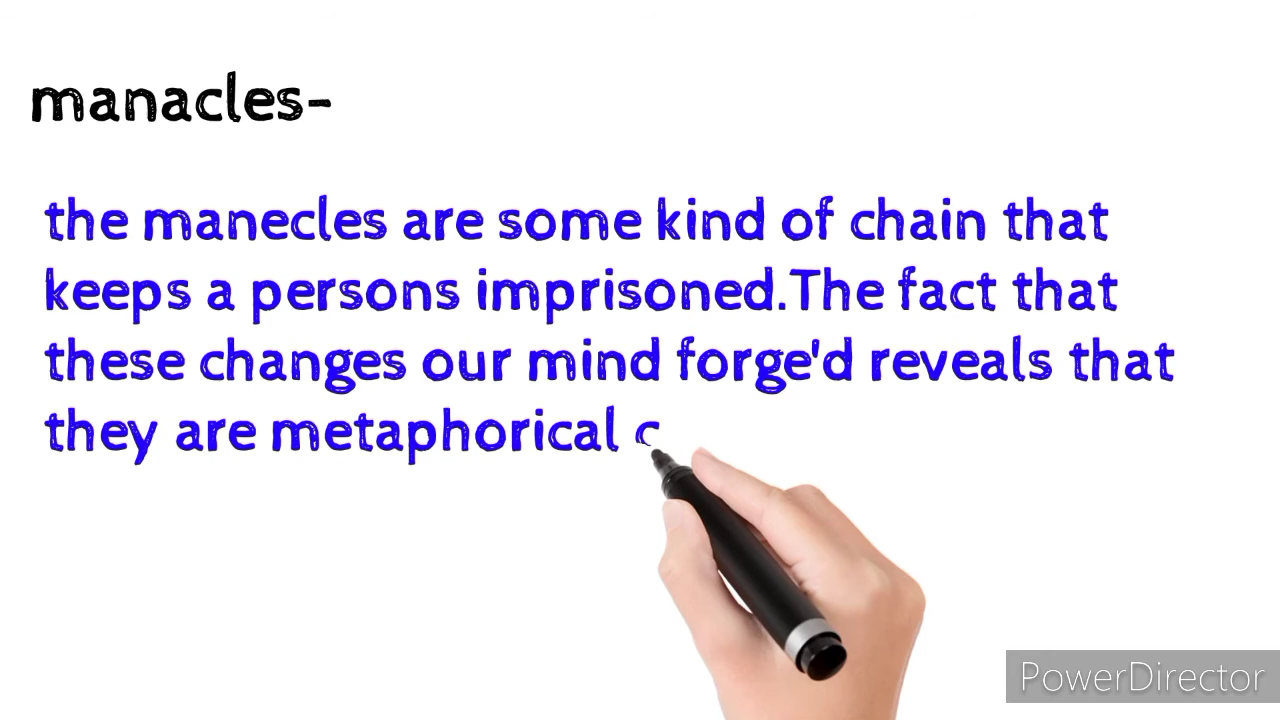 manacles-
the manecles are some kind of chain that
keeps a persons imprisoned.The fact that
these changes our mind forge'd reveals that
they are metaphorical c
PowerDirector